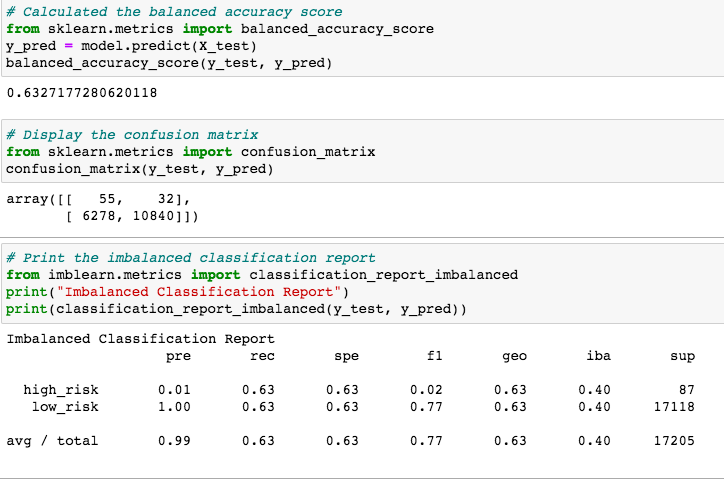 # Calculated the balanced accuracy score
from sklearn.metrics import balanced_accuracy_score
y_pred = model.predict(X_test)
balanced_accuracy_score(y_test, y_pred)
0.6327177280620118
# Display the confusion matrix
from sklearn.metrics import confusion_matrix
confusion_matrix(y_test, y_pred)
array([[   55,    32],
       [ 6278, 10840]])
# Print the imbalanced classification report
from imblearn.metrics import classification_report_imbalanced
print("Imbalanced Classification Report")
print(classification_report_imbalanced(y_test, y_pred))
Imbalanced Classification Report
                   pre       rec       spe        f1       geo       iba       sup
  high_risk       0.01      0.63      0.63      0.02      0.63      0.40        87
   low_risk       1.00      0.63      0.63      0.77      0.63      0.40     17118
avg / total       0.99      0.63      0.63      0.77      0.63      0.40     17205